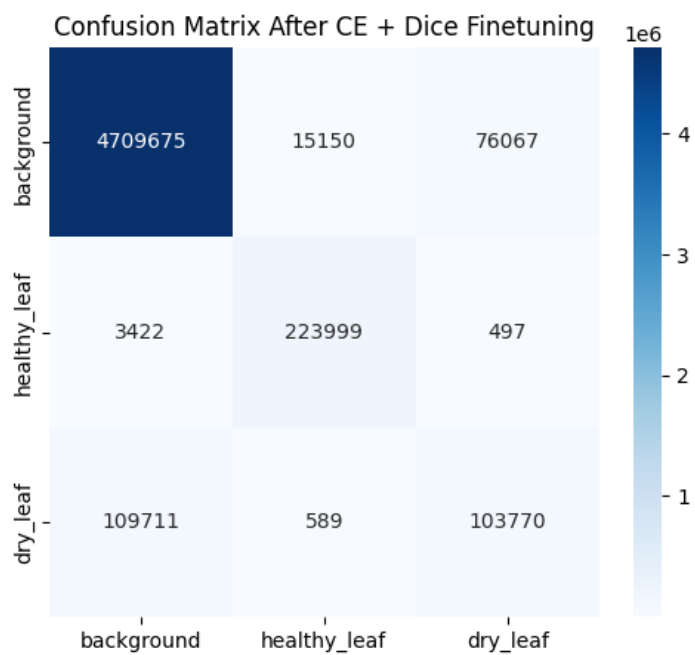 Confusion Matrix After CE + Dice Finetuning
1e6
background
4709675 15150 76067
4
3
healthy_leaf
3422 223999 497
2
1
dry_leaf
109711 589 103770
background healthy_leaf dry_leaf